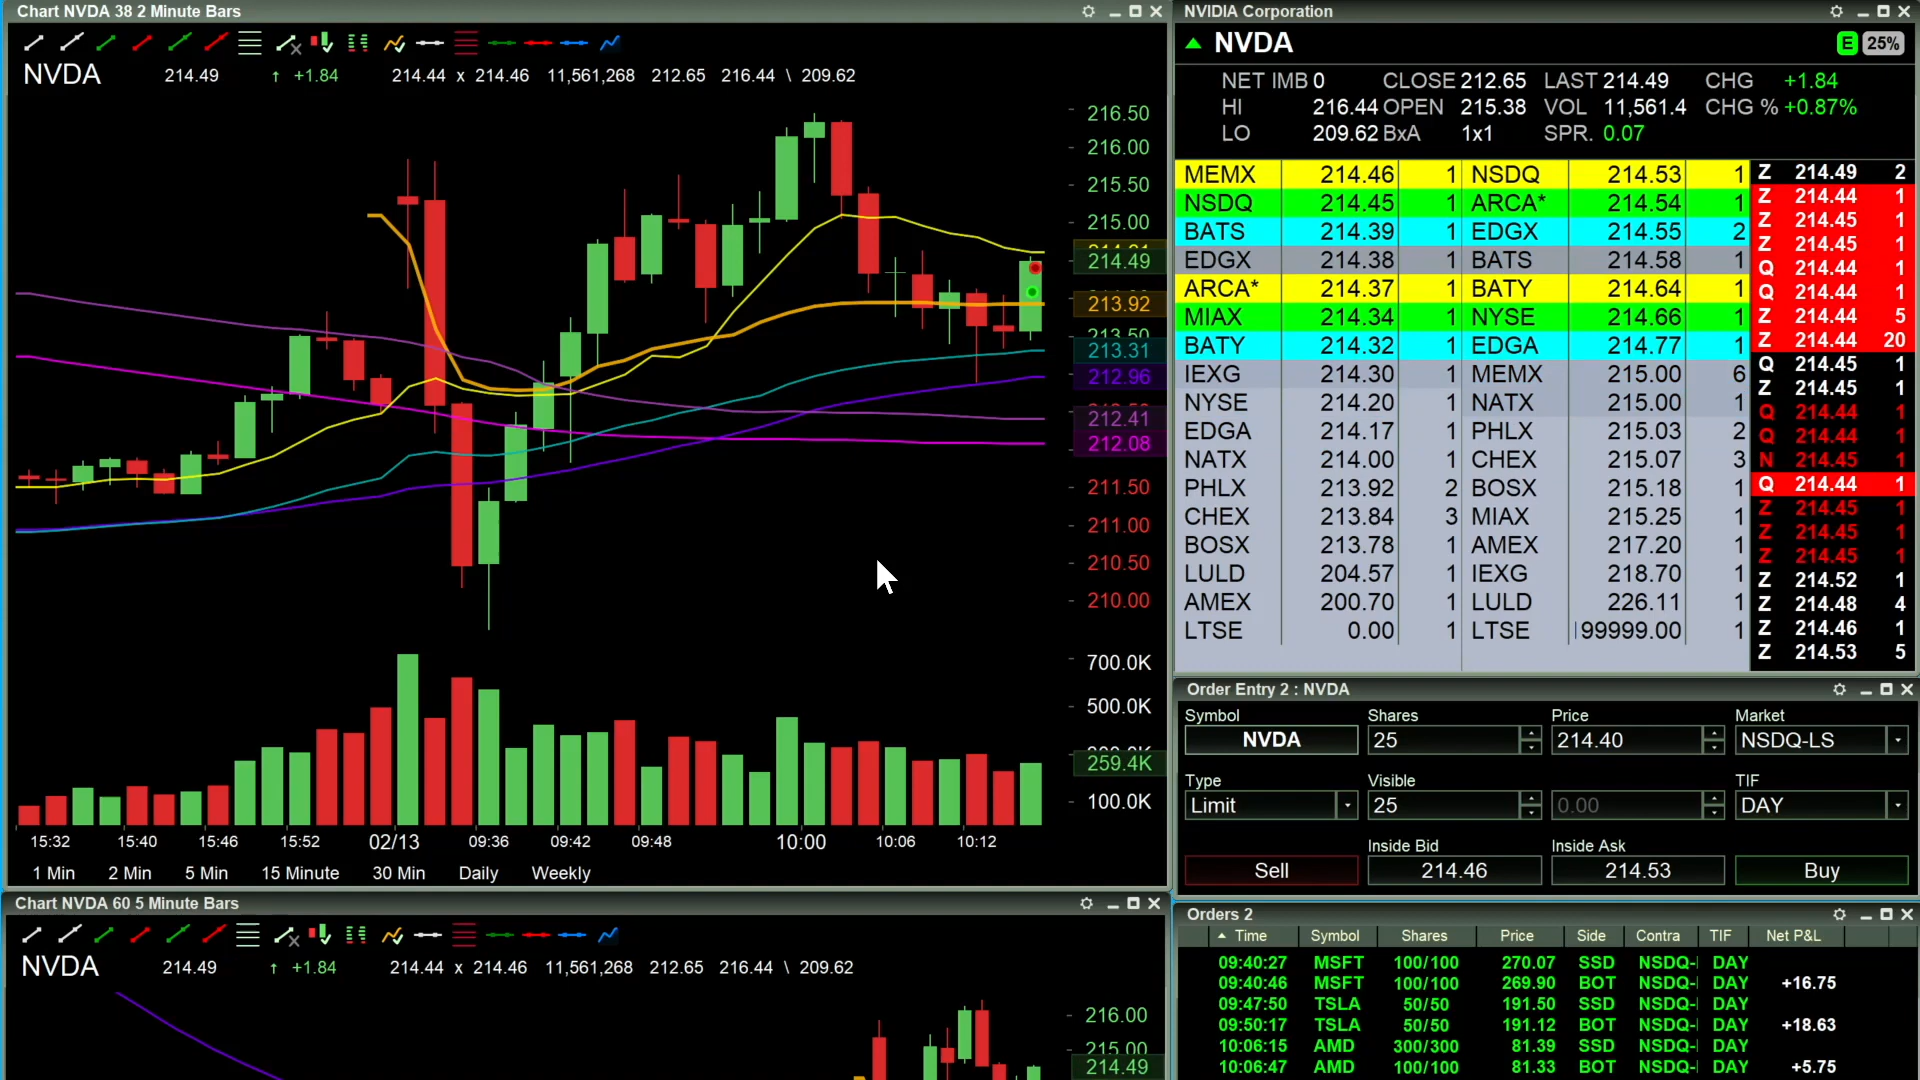 Chart NVDA 38 2 Minute Bars
NVDA 214.49 ↑ +1.84 214.44 x 214.46 11,561,268 212.65 216.44 \ 209.62
216.50
216.00
215.50
215.00
214.49
213.92
213.50
213.31
212.96
212.41
212.08
211.50
211.00
210.50
210.00
700.0K
500.0K
259.4K
100.0K
15:32 15:40 15:46 15:52 02/13 09:36 09:42 09:48 10:00 10:06 10:12
1 Min 2 Min 5 Min 15 Minute 30 Min Daily Weekly
Chart NVDA 60 5 Minute Bars
NVDA 214.49 ↑ +1.84 214.44 x 214.46 11,561,268 212.65 216.44 \ 209.62
216.00
215.00
214.49
NVIDIA Corporation
NVDA E 25%
NET IMB 0 CLOSE 212.65 LAST 214.49 CHG +1.84
HI 216.44 OPEN 215.38 VOL 11,561.4 CHG % +0.87%
LO 209.62 BxA 1x1 SPR. 0.07
MEMX 214.46 1 NSDQ 214.53 1
NSDQ 214.45 1 ARCA* 214.54 1
BATS 214.39 1 EDGX 214.55 2
EDGX 214.38 1 BATS 214.58 1
ARCA* 214.37 1 BATY 214.64 1
MIAX 214.34 1 NYSE 214.66 1
BATY 214.32 1 EDGA 214.77 1
IEXG 214.30 1 MEMX 215.00 6
NYSE 214.20 1 NATX 215.00 1
EDGA 214.17 1 PHLX 215.03 2
NATX 214.00 1 CHEX 215.07 3
PHLX 213.92 2 BOSX 215.18 1
CHEX 213.84 3 MIAX 215.25 1
BOSX 213.78 1 AMEX 217.20 1
LULD 204.57 1 IEXG 218.70 1
AMEX 200.70 1 LULD 226.11 1
LTSE 0.00 1 LTSE 99999.00 1
Z 214.49 2
Z 214.44 1
Z 214.45 1
Z 214.45 1
Q 214.44 1
Q 214.44 1
Q 214.44 5
Z 214.44 20
Q 214.45 1
Z 214.45 1
Q 214.44 1
Q 214.44 1
N 214.45 1
Q 214.44 1
Z 214.45 1
Z 214.45 1
Z 214.45 1
Z 214.52 1
Z 214.48 4
Z 214.46 1
Z 214.53 5
Order Entry 2 : NVDA
Symbol Shares Price Market
NVDA 25 214.40 NSDQ-LS
Type Visible TIF
Limit 25 0.00 DAY
Inside Bid Inside Ask
Sell 214.46 214.53 Buy
Orders 2
Time Symbol Shares Price Side Contra TIF Net P&L
09:40:27 MSFT 100/100 270.07 SSD NSDQ-I DAY
09:40:46 MSFT 100/100 269.90 BOT NSDQ-I DAY +16.75
09:47:50 TSLA 50/50 191.50 SSD NSDQ-I DAY
09:50:17 TSLA 50/50 191.12 BOT NSDQ-I DAY +18.63
10:06:15 AMD 300/300 81.39 SSD NSDQ-I DAY
10:06:47 AMD 100/100 81.33 BOT NSDQ-I DAY +5.75